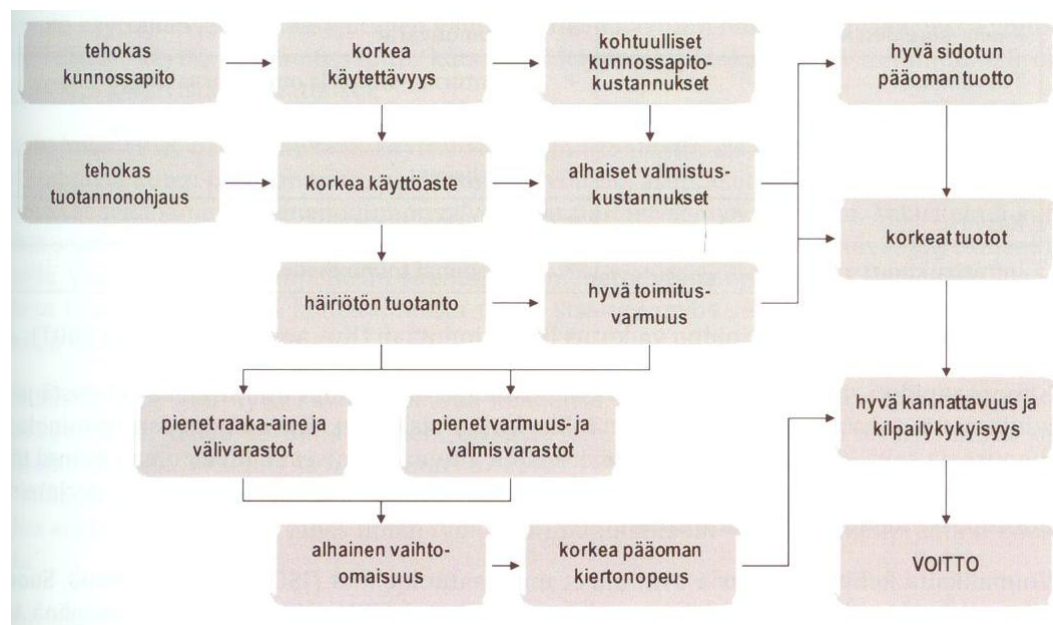 tehokas
kunnossapito
korkea
käytettävyys
kohtuulliset
kunnossapito-
kustannukset
hyvä sidotun
pääoman tuotto
tehokas
tuotannonohjaus
korkea käyttöaste
alhaiset valmistus-
kustannukset
korkeat tuotot
häiriötön tuotanto
hyvä toimitus-
varmuus
pienet raaka-aine ja
välivarastot
pienet varmuus- ja
valmisvarastot
hyvä kannattavuus ja
kilpailykykyisyys
alhainen vaihto-
omaisuus
korkea pääoman
kiertonopeus
VOITTO